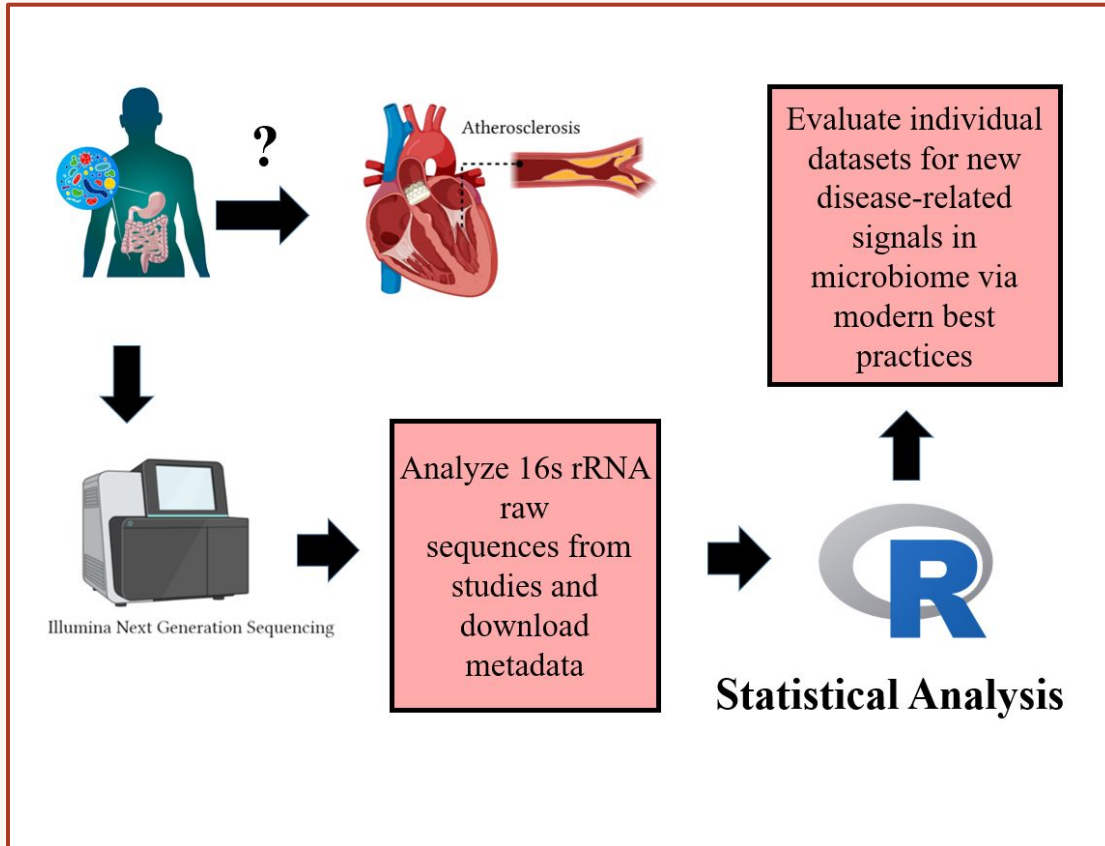 ?
Atherosclerosis
Evaluate individual
datasets for new
disease-related
signals in
microbiome via
modern best
practices
Illumina Next Generation Sequencing
Analyze 16s rRNA
raw
sequences from
studies and
download
metadata
R
Statistical Analysis